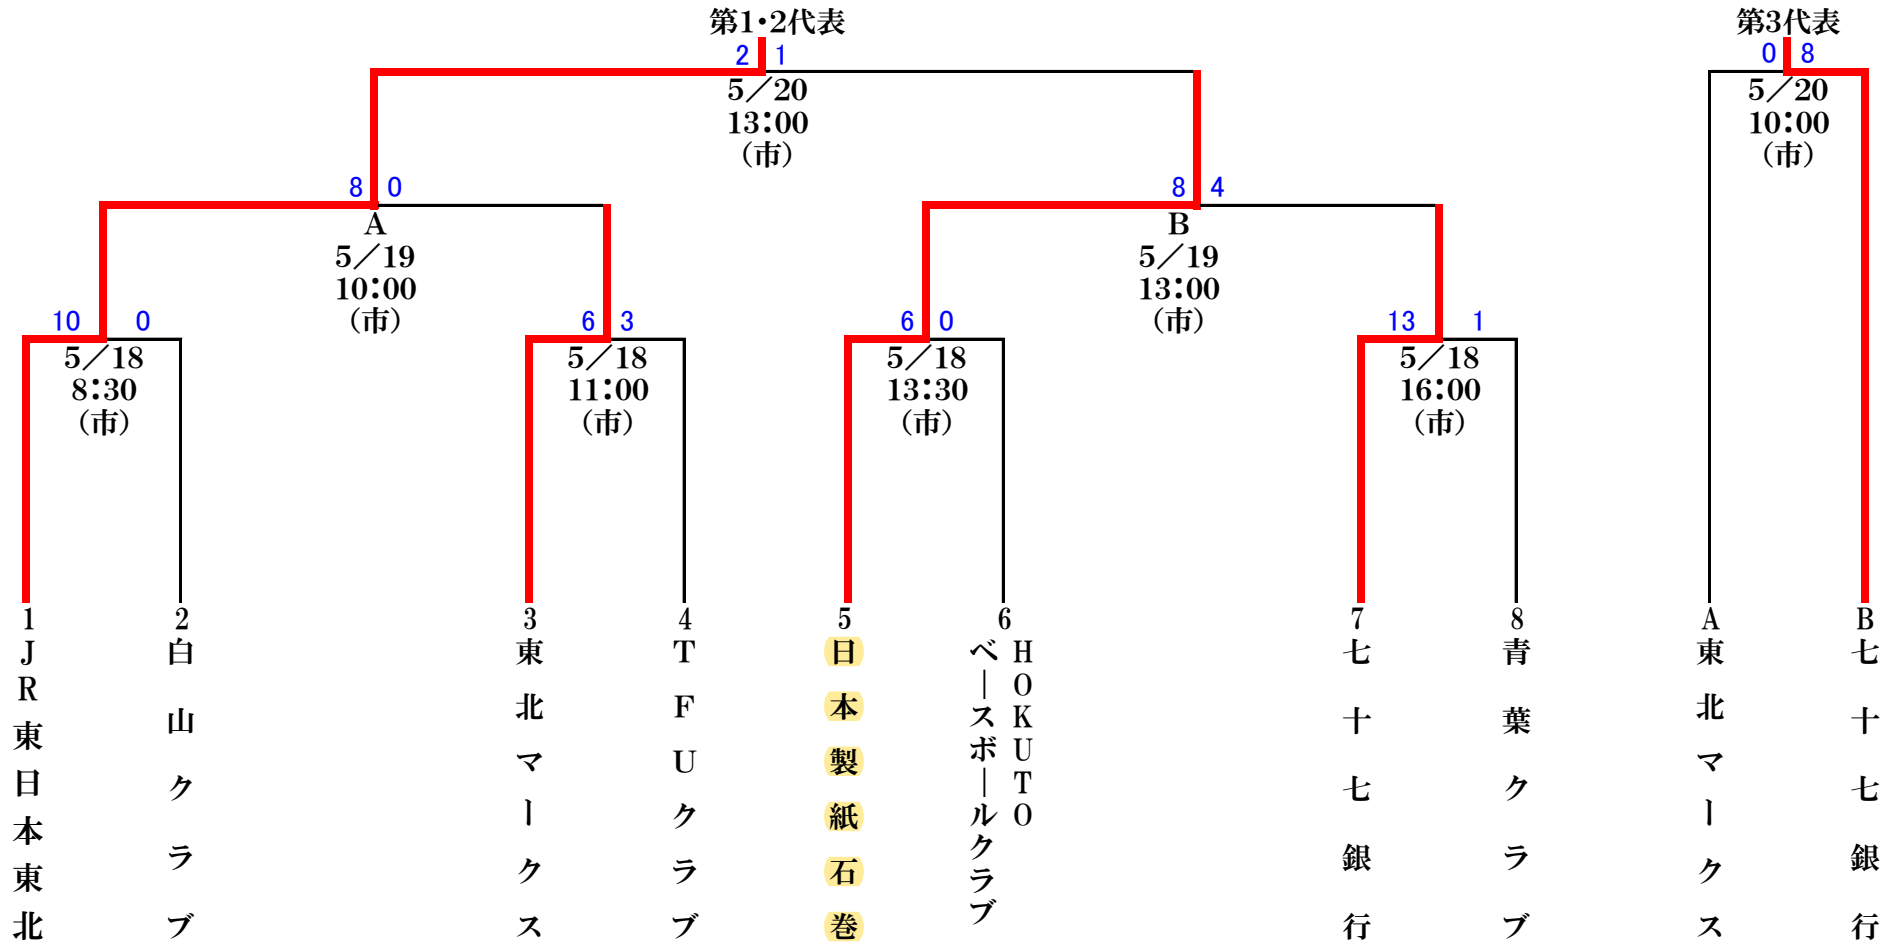 第1・2代表
2 1
5／20
13：00
（市）
第3代表
0 8
5／20
10：00
（市）
8 0
A
5／19
10：00
（市）
8 4
B
5／19
13：00
（市）
10 0
5／18
8：30
（市）
6 3
5／18
11：00
（市）
6 0
5／18
13：30
（市）
13 1
5／18
16：00
（市）
1
JR東日本東北
2
白山クラブ
3
東北マークス
4
TFUクラブ
5
日本製紙石巻
6
HOKUTO
ベースボールクラブ
7
七十七銀行
8
青葉クラブ
A
東北マークス
B
七十七銀行